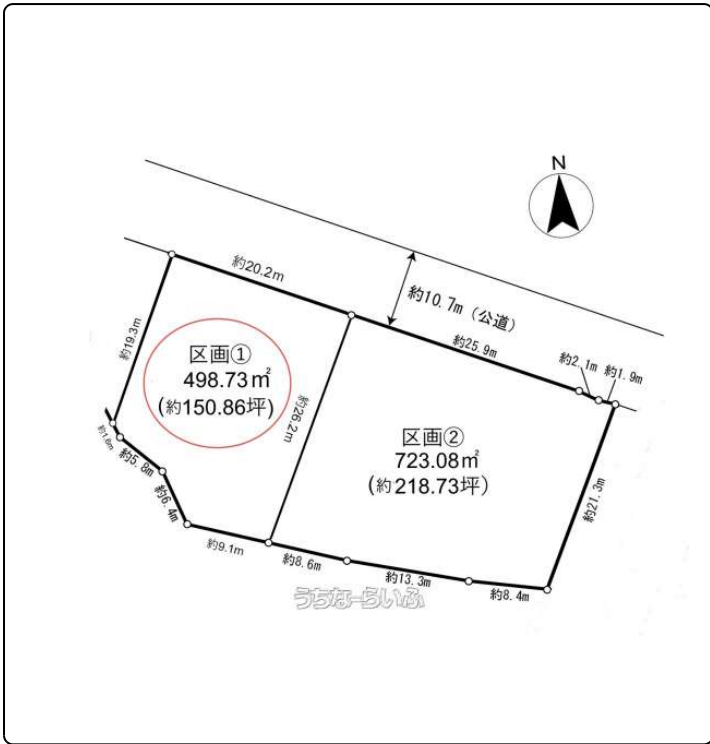 N
約20.2m
約10.7m（公道）
約25.9m
約2.1m
約1.9m
約19.3m
区画①
498.73㎡
(約150.86坪)
約26.2m
区画②
723.08㎡
(約218.73坪)
約21.3m
約1.6m
約5.8m
約6.4m
約9.1m
約8.6m
約13.3m
約8.4m
うちなーらいふ